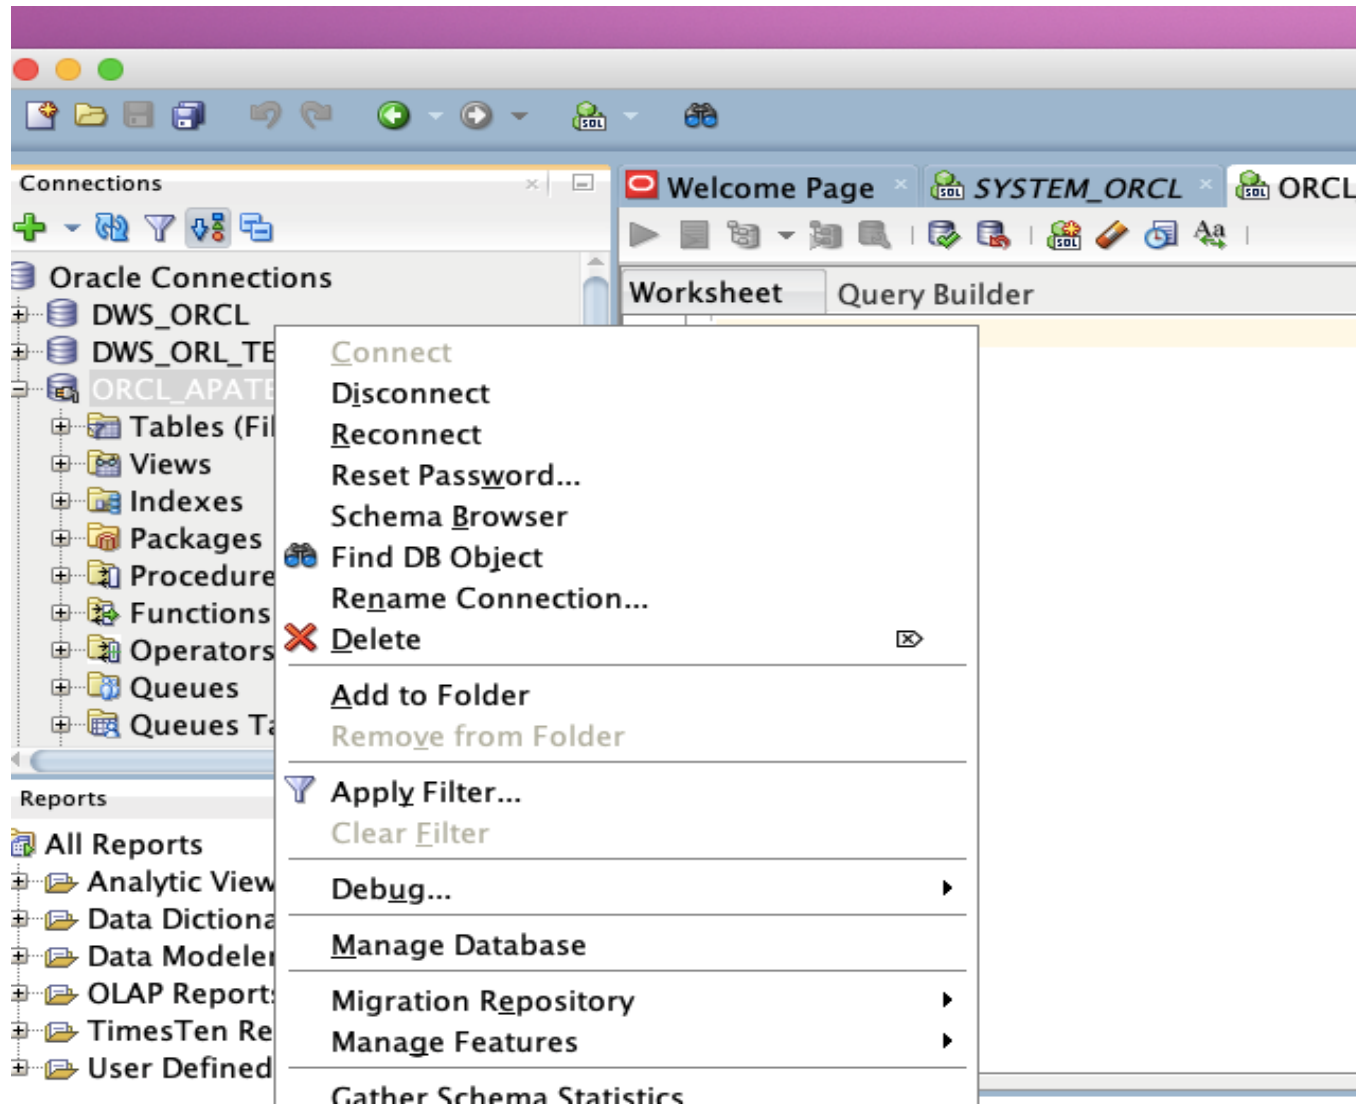 Connections
Welcome Page
SYSTEM_ORCL
ORCL
Worksheet
Query Builder
Oracle Connections
DWS_ORCL
DWS_ORL_TE
ORCL_APATE
Tables (Fil
Views
Indexes
Packages
Procedure
Functions
Operators
Queues
Queues Ta
Reports
All Reports
Analytic View
Data Dictiona
Data Modeler
OLAP Reports
TimesTen Re
User Defined
Connect
Disconnect
Reconnect
Reset Password...
Schema Browser
Find DB Object
Rename Connection...
Delete
Add to Folder
Remove from Folder
Apply Filter...
Clear Filter
Debug...
Manage Database
Migration Repository
Manage Features
Gather Schema Statistics